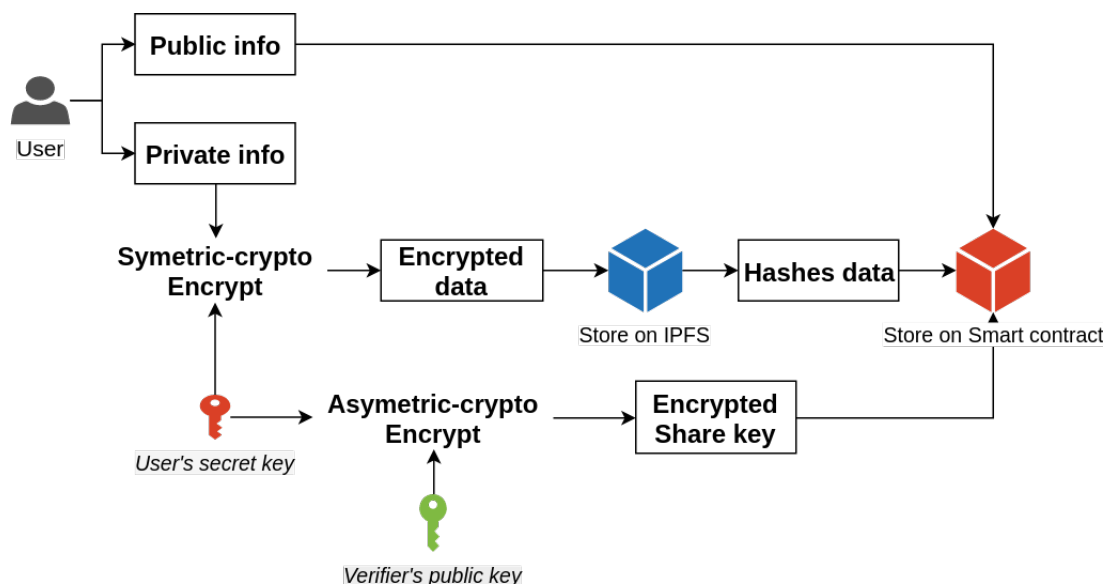 Public info
User
Private info
Symetric-crypto
Encrypt
Encrypted
data
Store on IPFS
Hashes data
Store on Smart contract
User's secret key
Asymetric-crypto
Encrypt
Encrypted
Share key
Verifier's public key